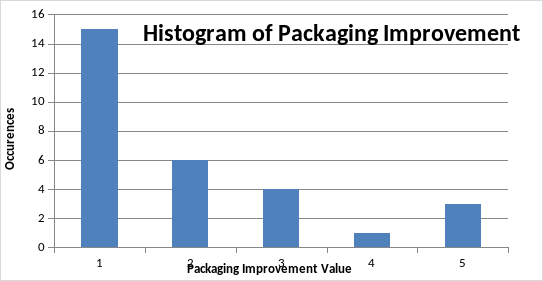 Histogram of Packaging Improvement
16
14
12
10
8
6
4
2
0
Occurences
1 2 3 4 5
Packaging Improvement Value